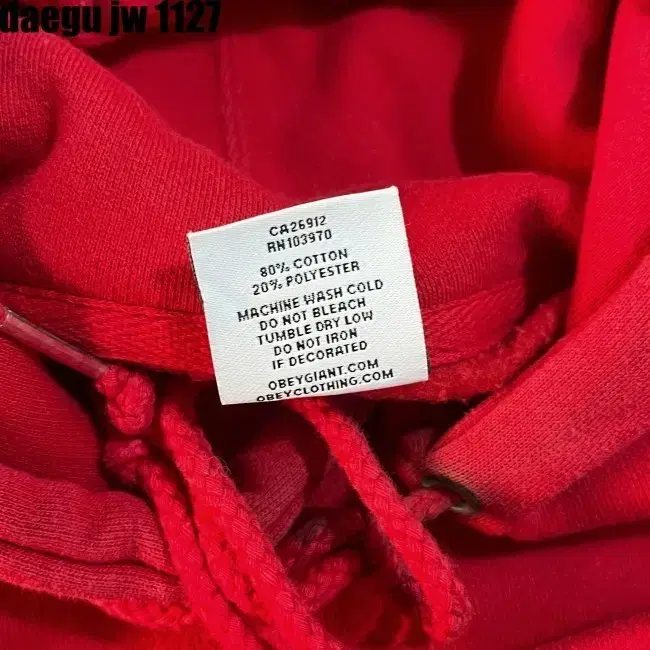 daegu jw 1127
CA26912
RN103970
80% COTTON
20% POLYESTER
MACHINE WASH COLD
DO NOT BLEACH
TUMBLE DRY LOW
DO NOT IRON
IF DECORATED
OBEYGIANT.COM
OBEYCLOTHING.COM